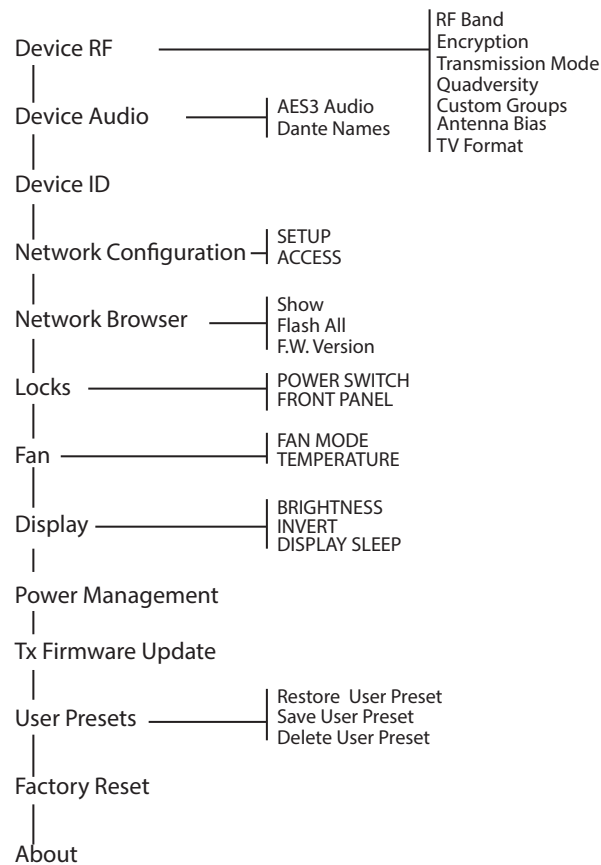 Device RF
RF Band
Encryption
Transmission Mode
Quadversity
Custom Groups
Antenna Bias
TV Format
Device Audio
AES3 Audio
Dante Names
Device ID
Network Configuration
SETUP
ACCESS
Network Browser
Show
Flash All
F.W. Version
Locks
POWER SWITCH
FRONT PANEL
Fan
FAN MODE
TEMPERATURE
Display
BRIGHTNESS
INVERT
DISPLAY SLEEP
Power Management
Tx Firmware Update
User Presets
Restore User Preset
Save User Preset
Delete User Preset
Factory Reset
About